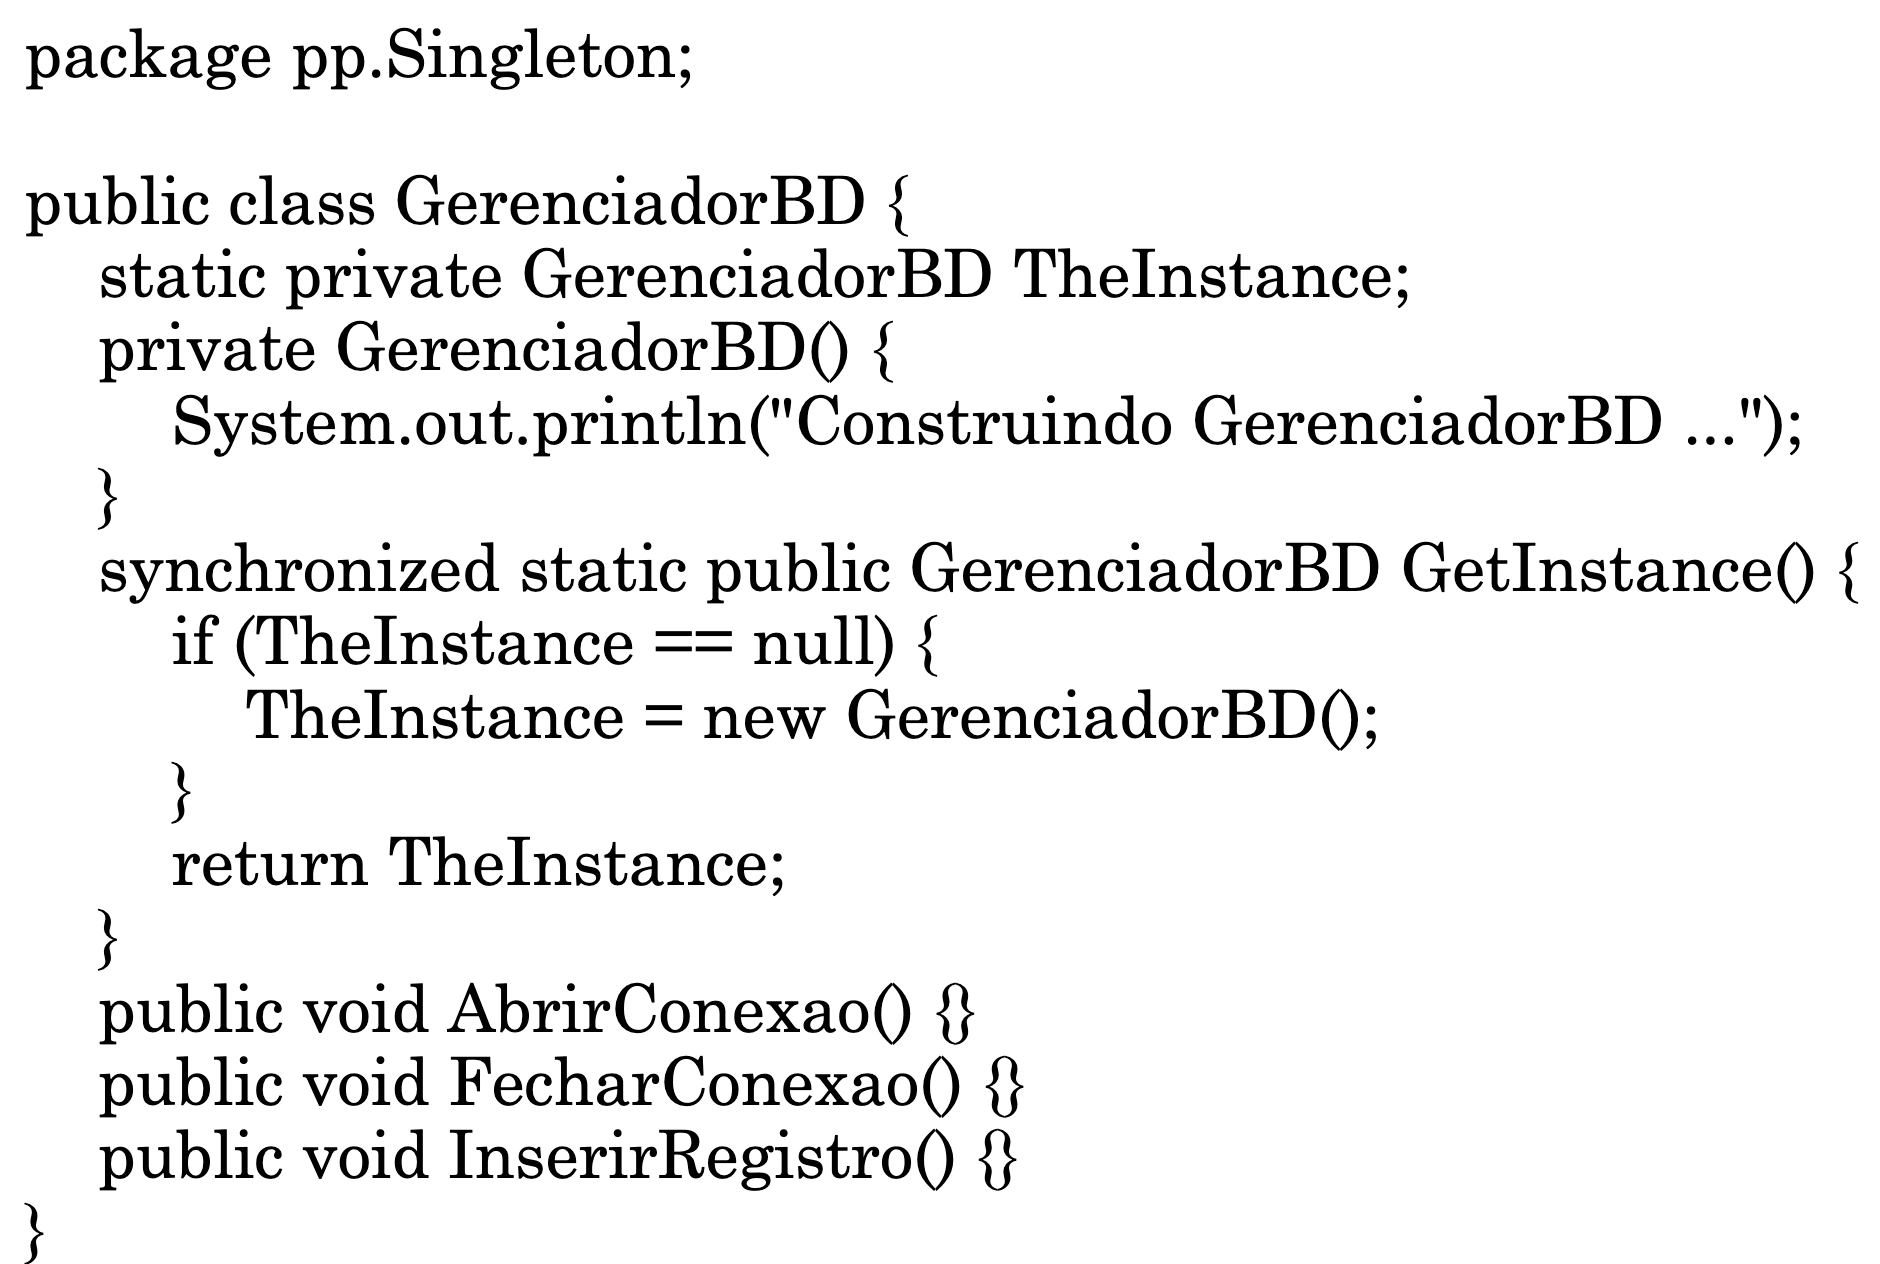 package pp.Singleton;
public class GerenciadorBD {
static private GerenciadorBD TheInstance;
private GerenciadorBD() {
System.out.println("Construindo GerenciadorBD ...");
}
synchronized static public GerenciadorBD GetInstance() {
if (TheInstance == null) {
TheInstance = new GerenciadorBD();
}
return TheInstance;
}
public void AbrirConexao() {}
public void FecharConexao() {}
public void InserirRegistro() {}
}